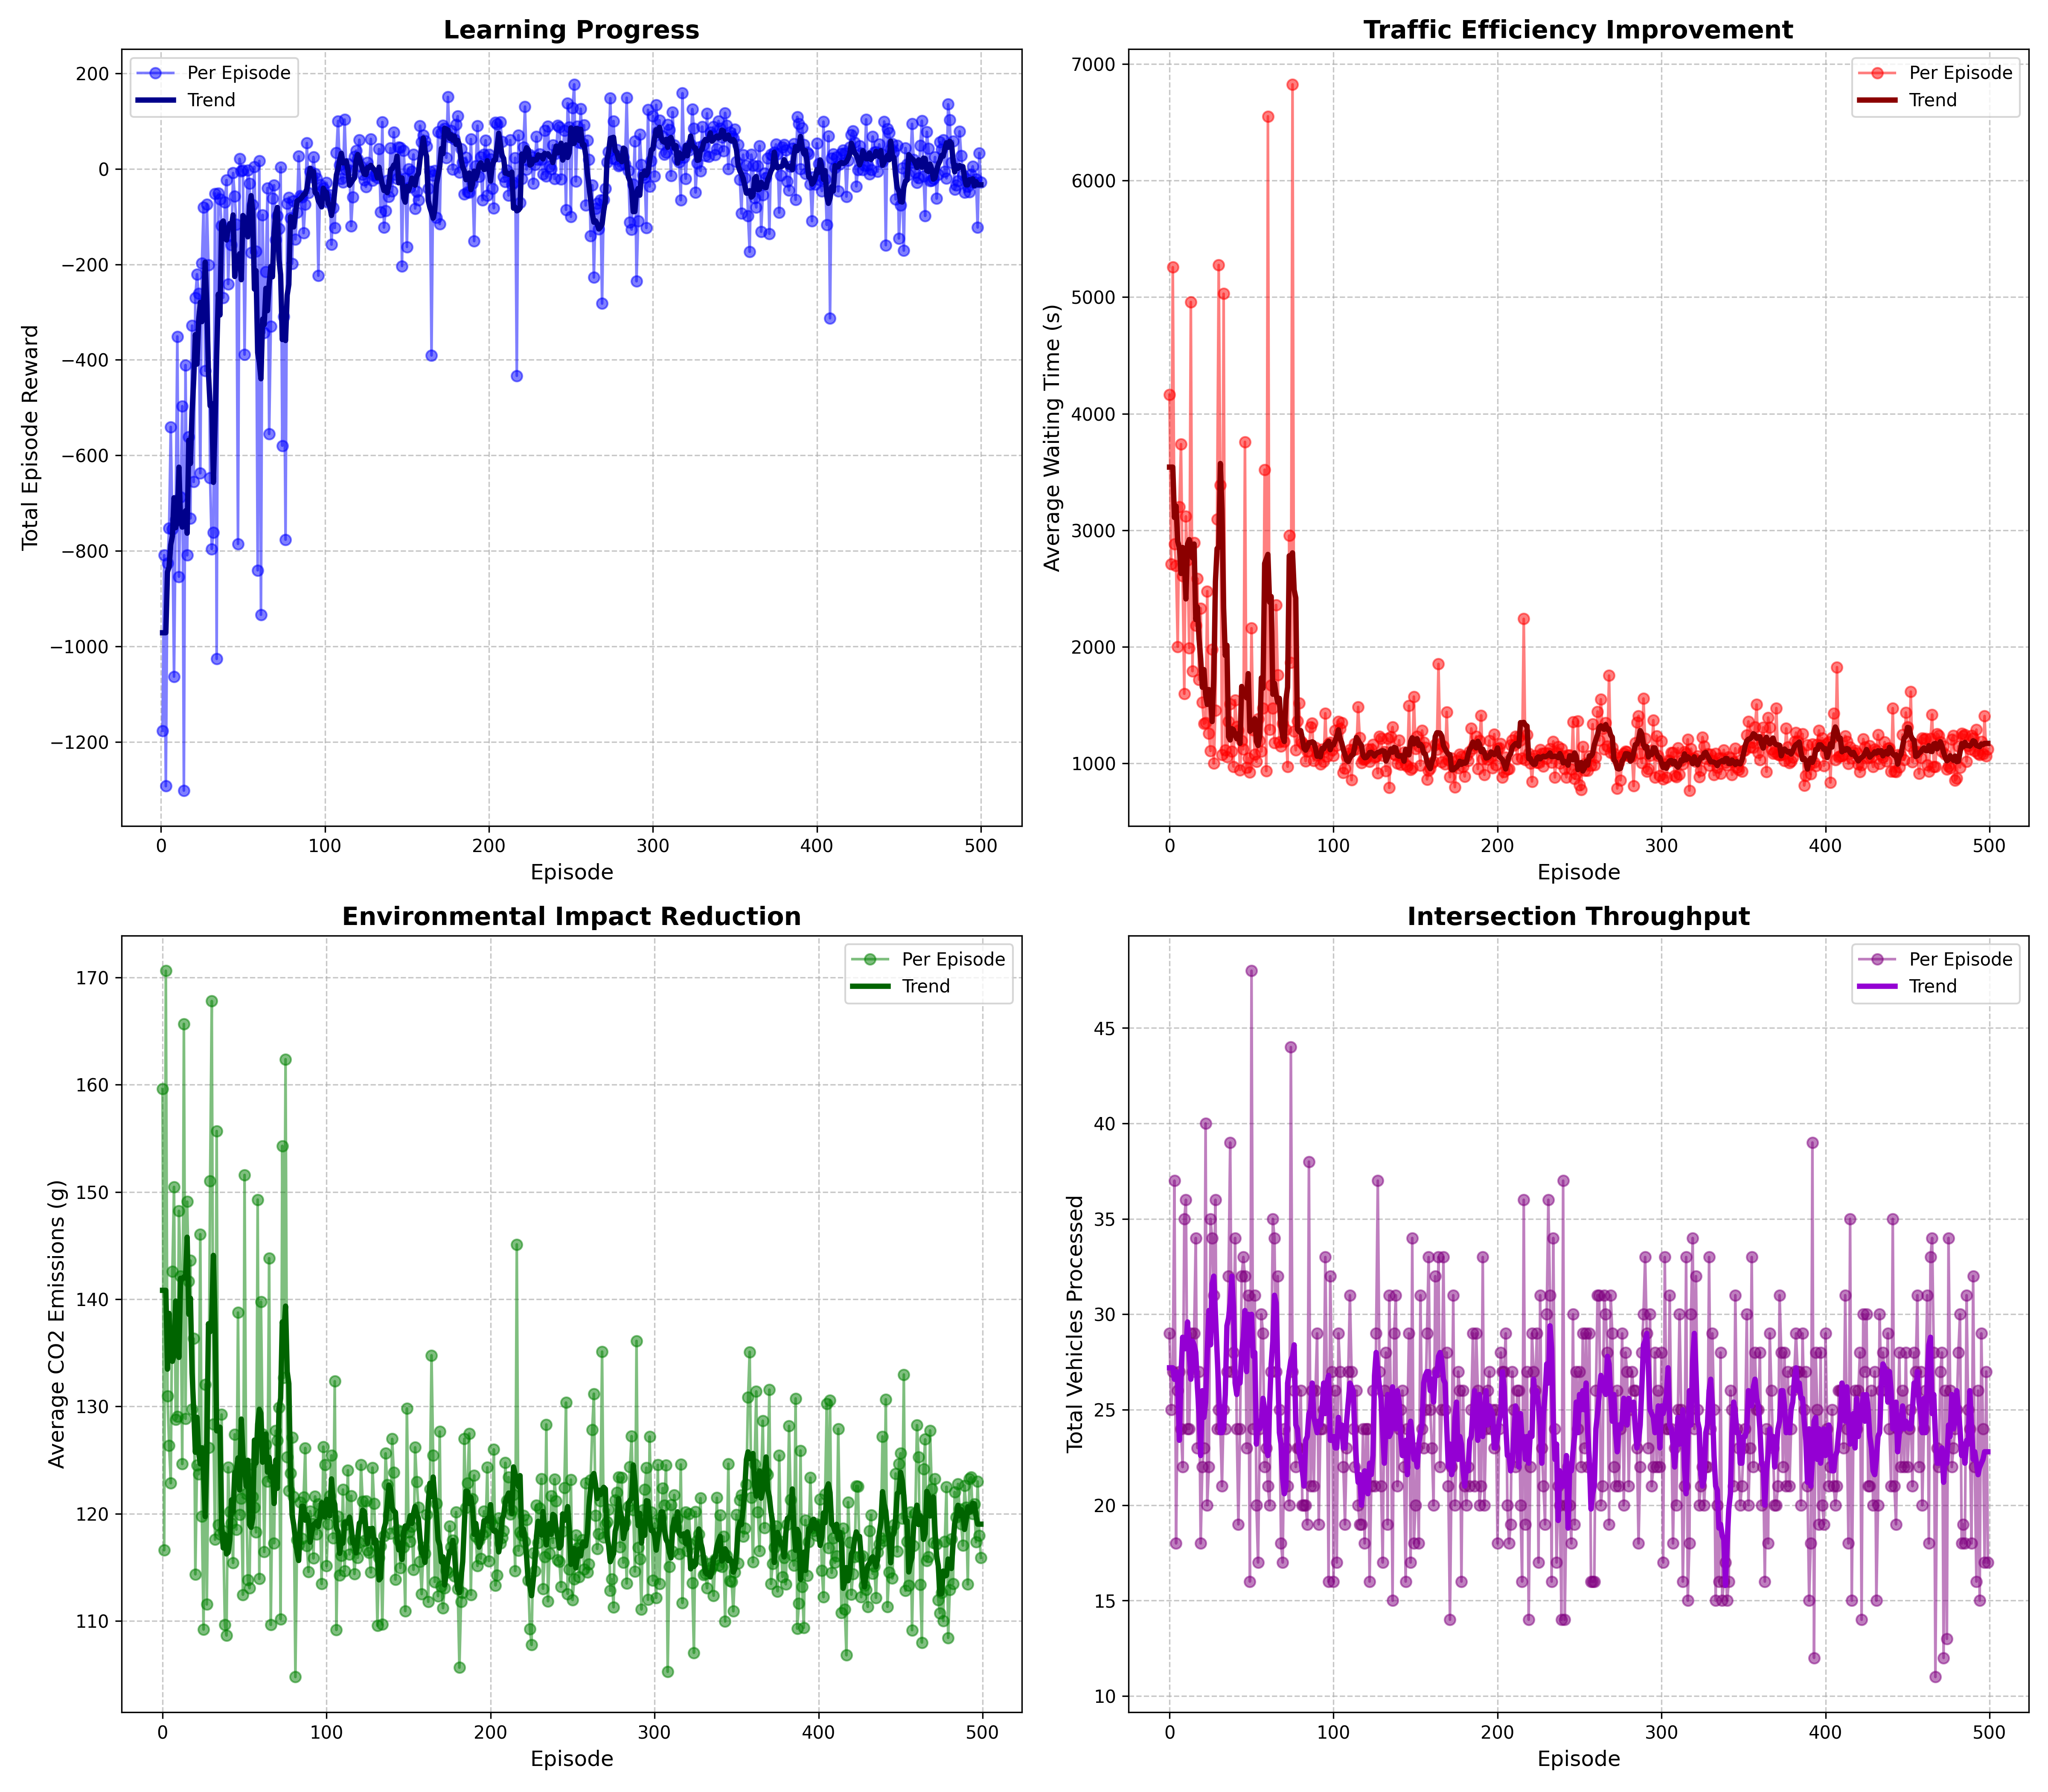 Learning Progress
Per Episode
Trend
200
0
−200
−400
−600
−800
−1000
−1200
Total Episode Reward
0 100 200 300 400 500
Episode
Traffic Efficiency Improvement
Per Episode
Trend
7000
6000
5000
4000
3000
2000
1000
Average Waiting Time (s)
0 100 200 300 400 500
Episode
Environmental Impact Reduction
Per Episode
Trend
170
160
150
140
130
120
110
Average CO2 Emissions (g)
0 100 200 300 400 500
Episode
Intersection Throughput
Per Episode
Trend
45
40
35
30
25
20
15
10
Total Vehicles Processed
0 100 200 300 400 500
Episode